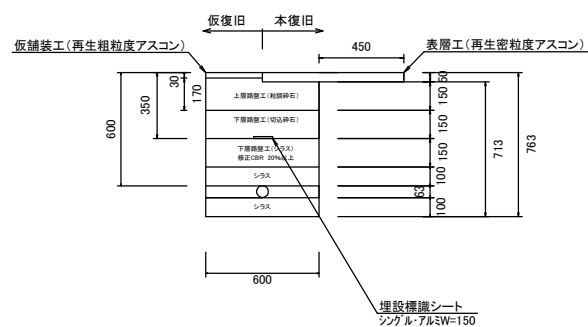 仮復旧 本復旧
仮舗装工(再生粗粒度アスコン)
450
表層工(再生密粒度アスコン)
30
170
350
600
上層路盤工(粒調砕石)
下層路盤工(切込砕石)
下層路盤工(シラス)
修正CBR 20%以上
シラス
シラス
50
150
150
150
100
63
100
713
763
600
埋設標識シート
シングル・アルミW=150